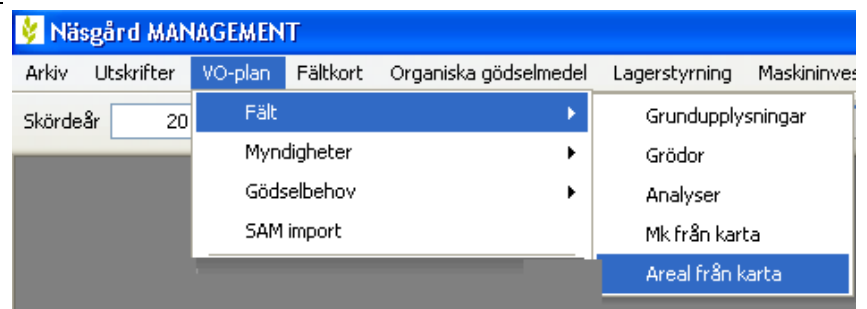 Näsgård MANAGEMENT
Arkiv Utskrifter VO-plan Fältkort Organiska gödselmedel Lagerstyrning Maskininves
Skördeår 20
Fält
Myndigheter
Gödselbehov
SAM import
Grundupplysningar
Grödor
Analyser
Mk från karta
Areal från karta